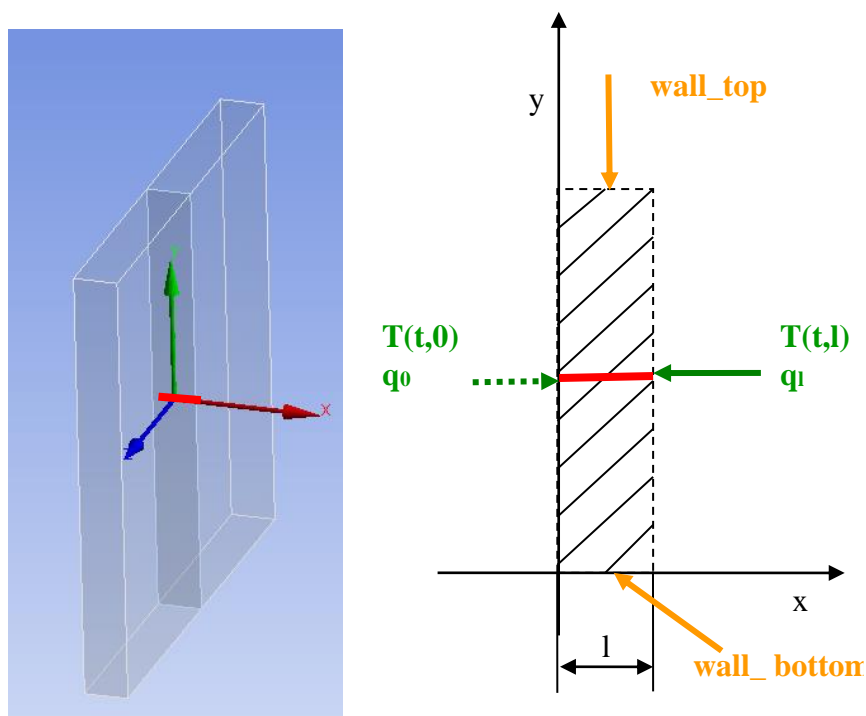 Y
X
Z
y
wall_top
T(t,0)
q0
T(t,l)
ql
x
l
wall_ bottom